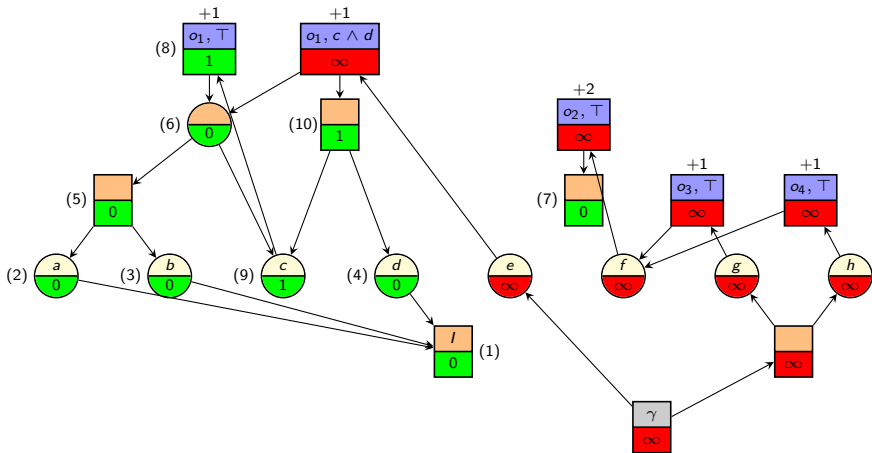 +1 +1
(8) o₁, ⊤ o₁, c ∧ d
1 ∞
+2
(6) 0 (10) 1 o₂, ⊤
∞
+1 +1
(5) 0 (7) 0 o₃, ⊤ o₄, ⊤
∞ ∞
(2) a (3) b (9) c (4) d e f g h
0 0 1 0 ∞ ∞ ∞ ∞
I (1)
0 ∞
γ
∞